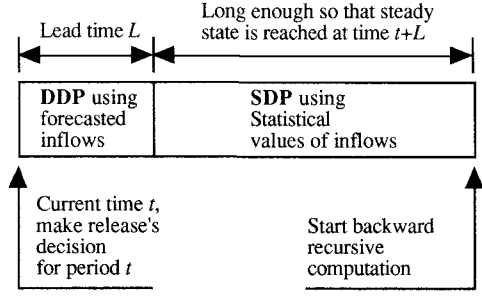 Lead time L
Long enough so that steady
state is reached at time t+L
DDP using
forecasted
inflows
SDP using
Statistical
values of inflows
Current time t,
make release's
decision
for period t
Start backward
recursive
computation